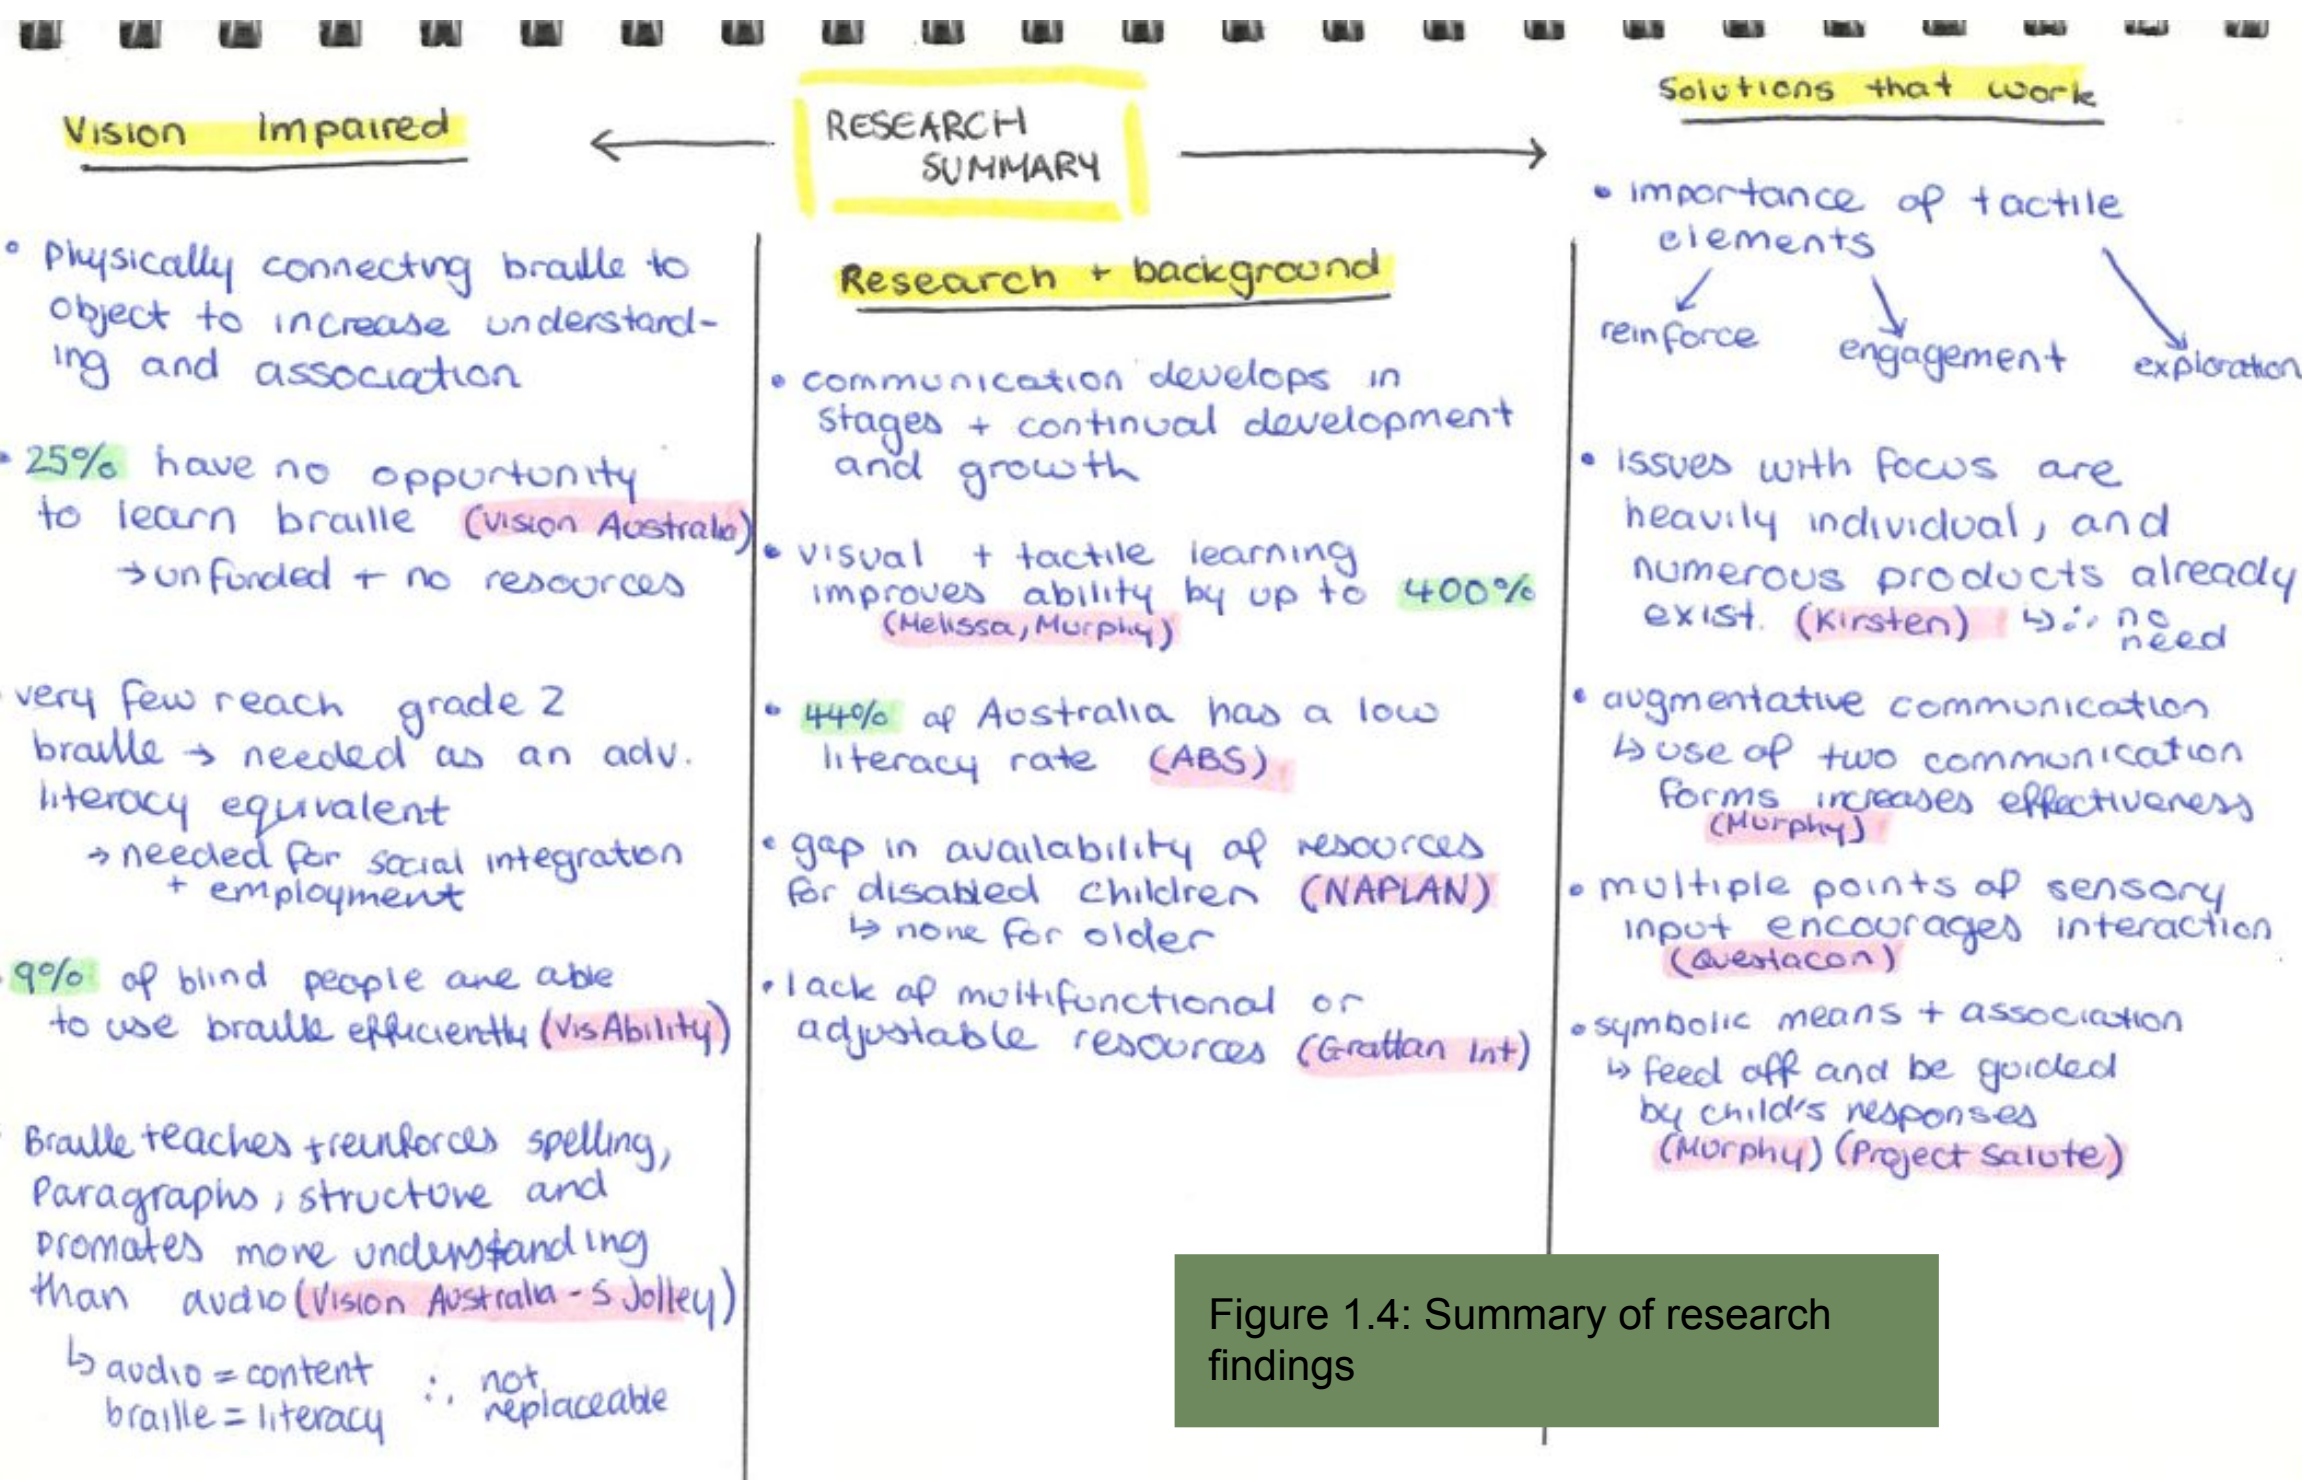 RESEARCH
SUMMARY
Vision Impaired
• Physically connecting braille to
object to increase understand-
ing and association
• 25% have no opportunity
to learn braille (Vision Australia)
→ unfunded + no resources
very few reach grade 2
braille → needed as an adv.
literacy equivalent
→ needed for social integration
+ employment
9% of blind people are able
to use braille efficiently (VisAbility)
Braille teaches + reinforces spelling,
Paragraphs, structure and
promotes more understanding
than audio (Vision Australia - S Jolley)
↳ audio = content
braille = literacy
∴ not
replaceable
Research + background
• communication develops in
stages + continual development
and growth
• visual + tactile learning
improves ability by up to 400%
(Melissa, Murphy)
• 44% of Australia has a low
literacy rate (ABS)
• gap in availability of resources
for disabled children (NAPLAN)
↳ none for older
• lack of multifunctional or
adjustable resources (Grattan Int)
Solutions that work
• importance of tactile
elements
reinforce engagement exploration
• issues with focus are
heavily individual, and
numerous products already
exist. (Kirsten) ↳ ∴ no
need
• augmentative communication
↳ use of two communication
forms increases effectiveness
(Murphy)
• multiple points of sensory
input encourages interaction
(Questacon)
• symbolic means + association
↳ feed off and be guided
by child's responses
(Murphy) (Project Salute)
Figure 1.4: Summary of research
findings